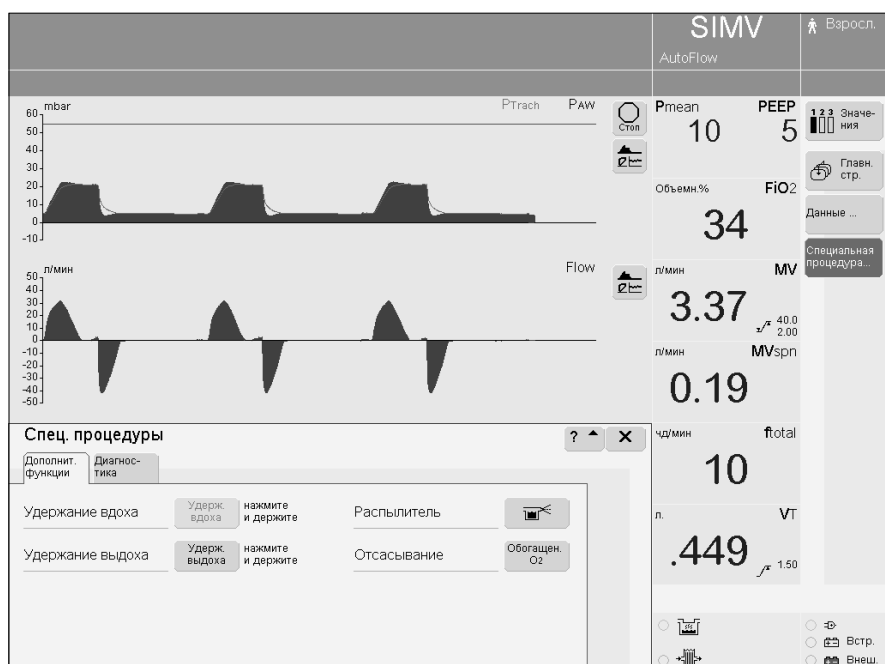 SIMV
Взросл.
AutoFlow
mbar
PTrach
PAW
60
50
40
30
20
10
0
-10
Стоп
Pmean
PEEP
10
5
1 2 3
Значе-
ния
Главн.
стр.
Объемн.%
FiO2
34
Данные ...
Специальная
процедура...
л/мин
Flow
50
40
30
20
10
0
-10
-20
-30
-40
-50
л/мин
MV
3.37
40.0
2.00
л/мин
MVspn
0.19
Спец. процедуры
?
Дополнит.
функции
Диагнос-
тика
чд/мин
ftotal
10
Удержание вдоха
Удерж.
вдоха
нажмите
и держите
Распылитель
Удержание выдоха
Удерж.
выдоха
нажмите
и держите
Отсасывание
Обогащен.
O2
л.
VT
.449
1.50
Встр.
Внеш.